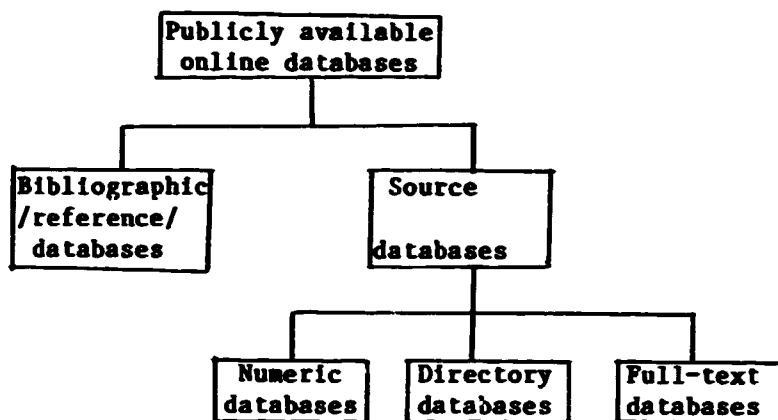 Publicly available
online databases
Bibliographic
/reference/
databases
Source
databases
Numeric
databases
Directory
databases
Full-text
databases